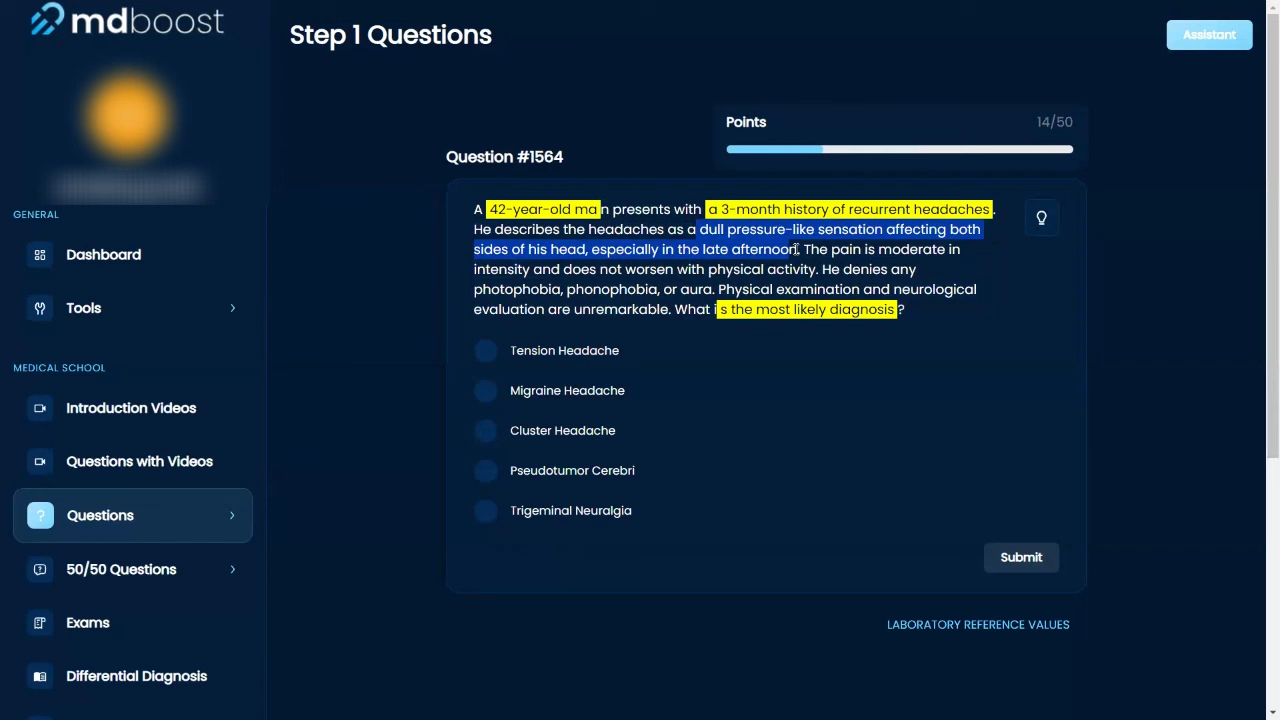 mdboost
Step 1 Questions
Assistant
Points
14/50
Question #1564
GENERAL
Dashboard
Tools
MEDICAL SCHOOL
Introduction Videos
Questions with Videos
Questions
50/50 Questions
Exams
Differential Diagnosis
A 42-year-old man presents with a 3-month history of recurrent headaches.
He describes the headaches as a dull pressure-like sensation affecting both
sides of his head, especially in the late afternoon. The pain is moderate in
intensity and does not worsen with physical activity. He denies any
photophobia, phonophobia, or aura. Physical examination and neurological
evaluation are unremarkable. What is the most likely diagnosis?
Tension Headache
Migraine Headache
Cluster Headache
Pseudotumor Cerebri
Trigeminal Neuralgia
Submit
LABORATORY REFERENCE VALUES